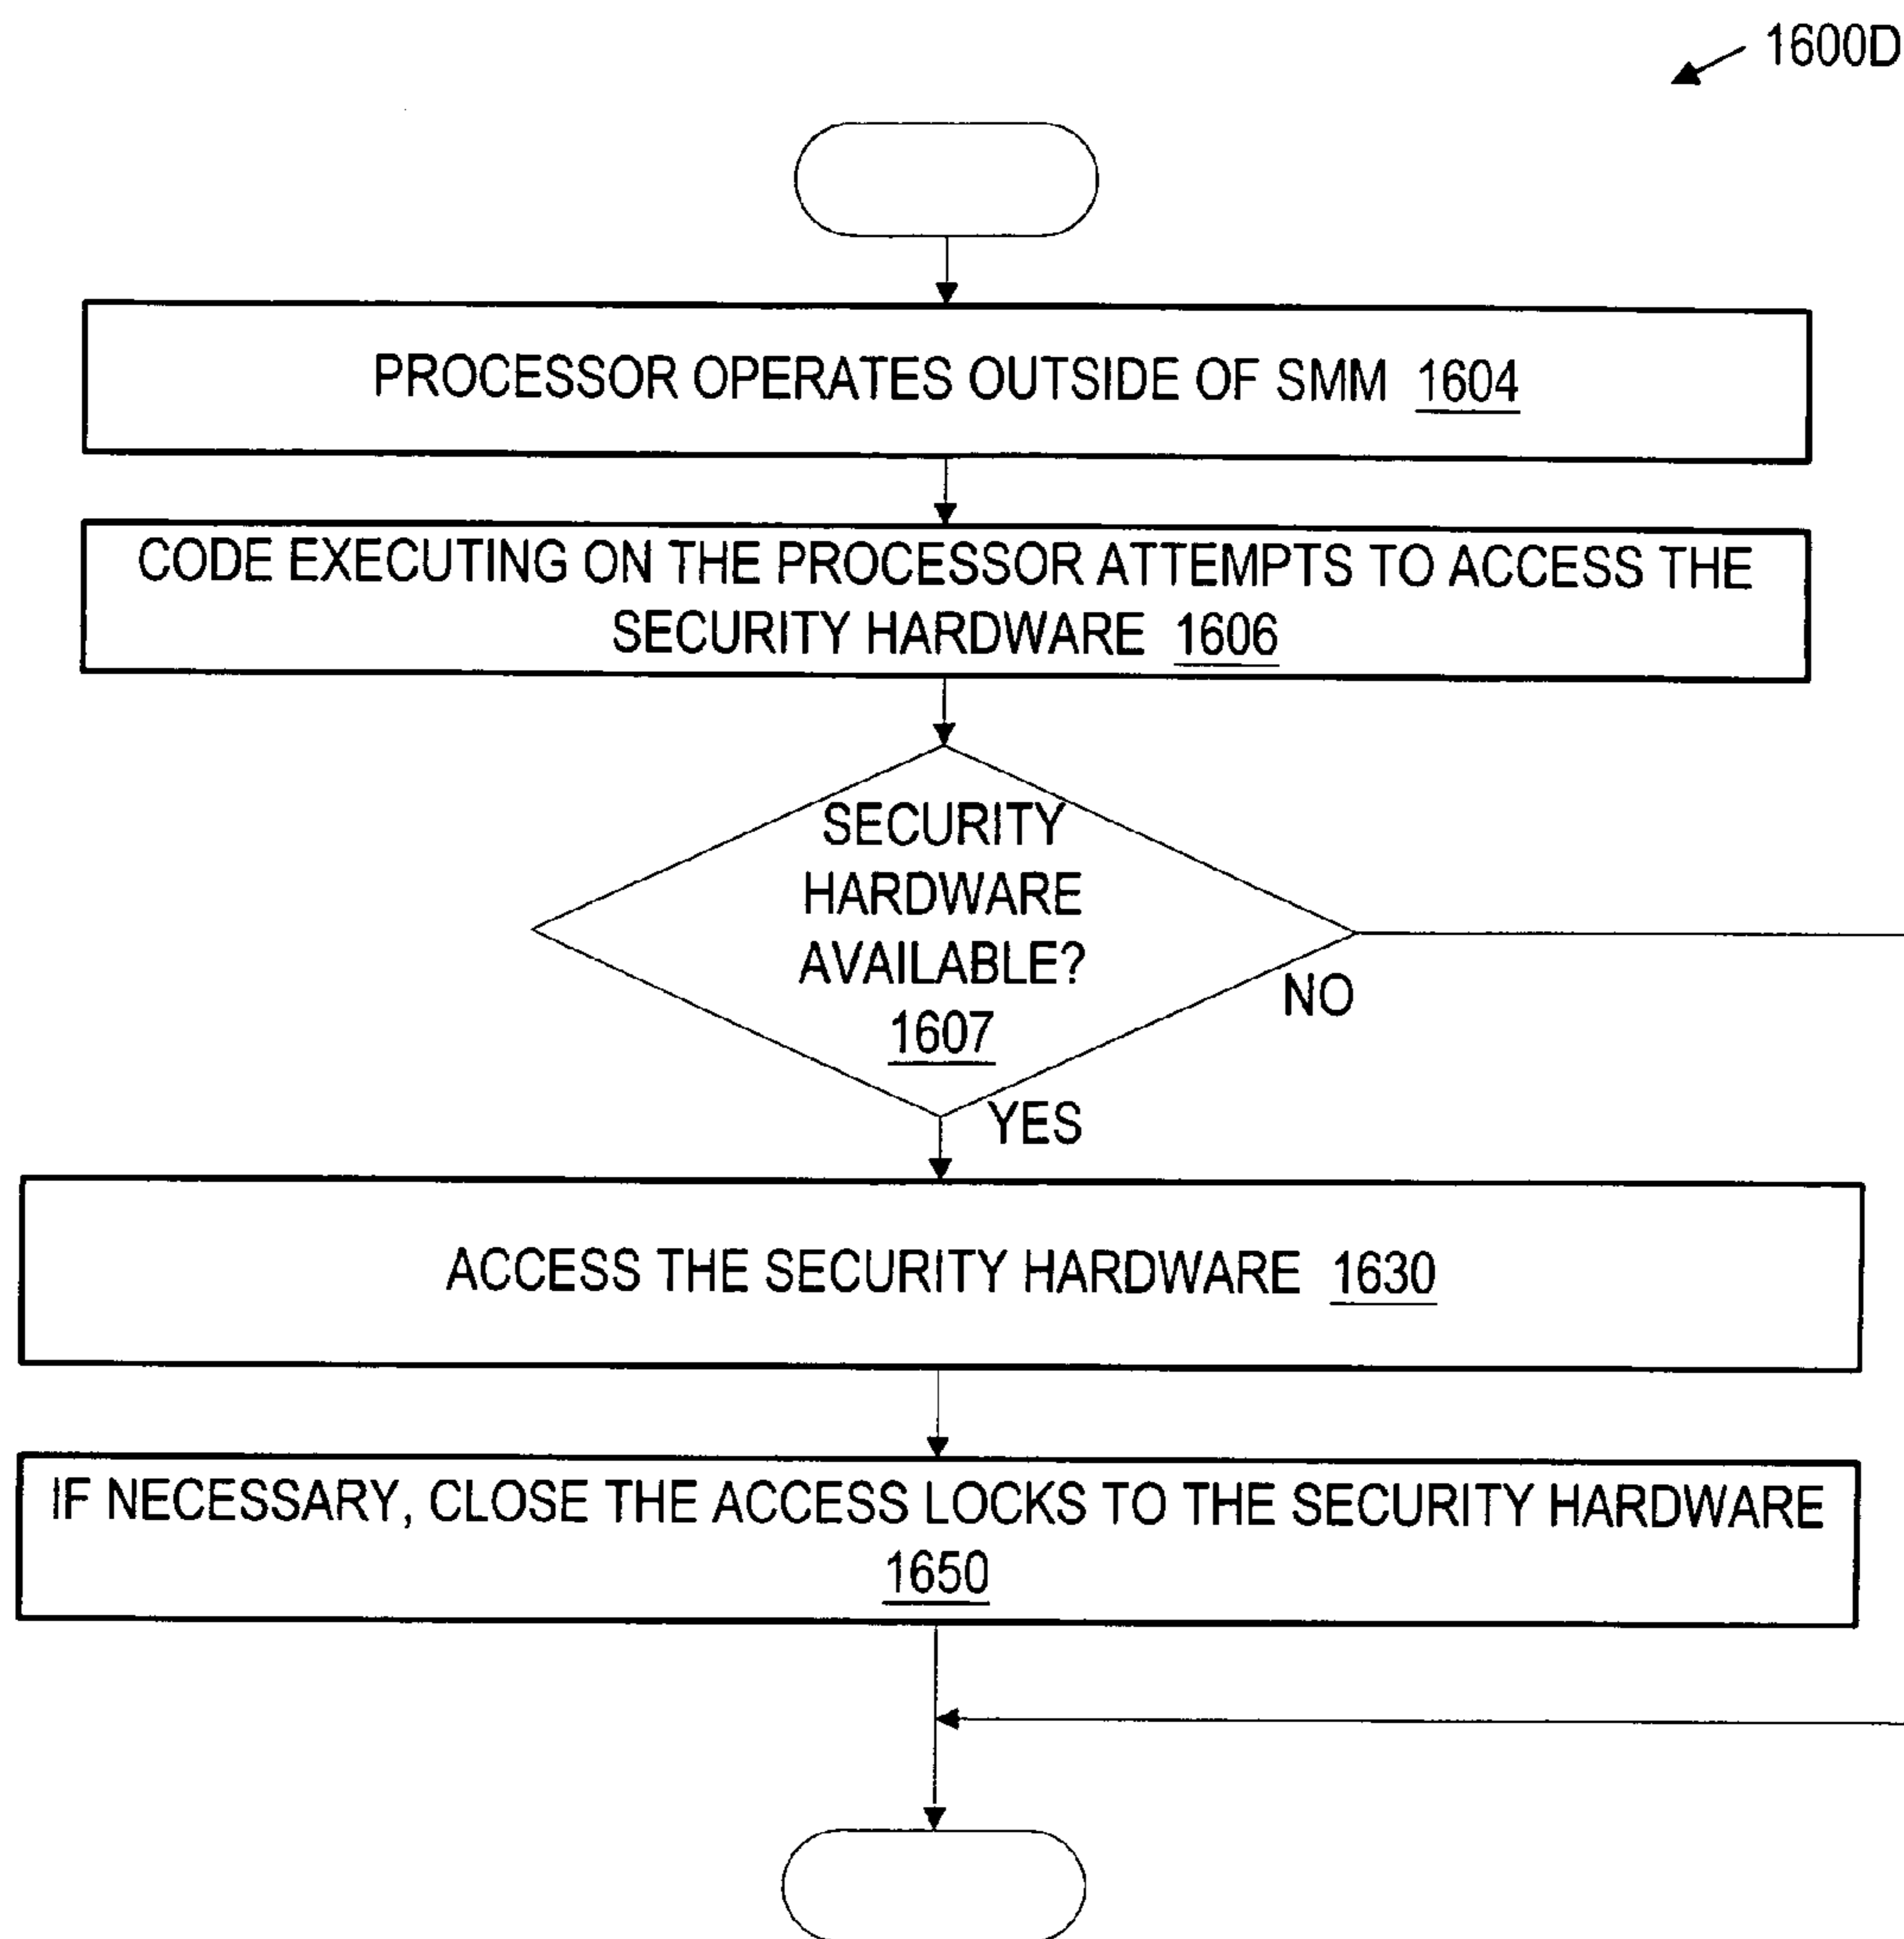 1600D
PROCESSOR OPERATES OUTSIDE OF SMM 1604
CODE EXECUTING ON THE PROCESSOR ATTEMPTS TO ACCESS THE
SECURITY HARDWARE 1606
SECURITY
HARDWARE
AVAILABLE?
1607
NO
YES
ACCESS THE SECURITY HARDWARE 1630
IF NECESSARY, CLOSE THE ACCESS LOCKS TO THE SECURITY HARDWARE
1650